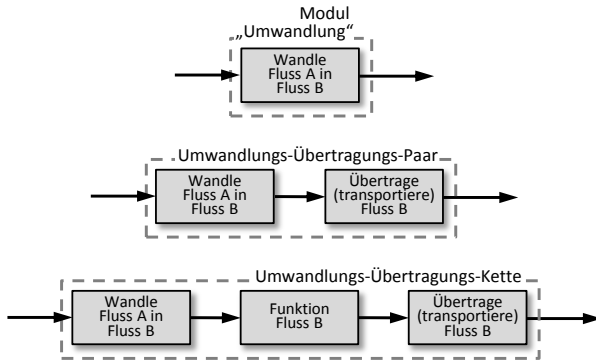 Modul
„Umwandlung“
Wandle
Fluss A in
Fluss B
Umwandlungs-Übertragungs-Paar
Wandle
Fluss A in
Fluss B
Übertrage
(transportiere)
Fluss B
Umwandlungs-Übertragungs-Kette
Wandle
Fluss A in
Fluss B
Funktion
Fluss B
Übertrage
(transportiere)
Fluss B